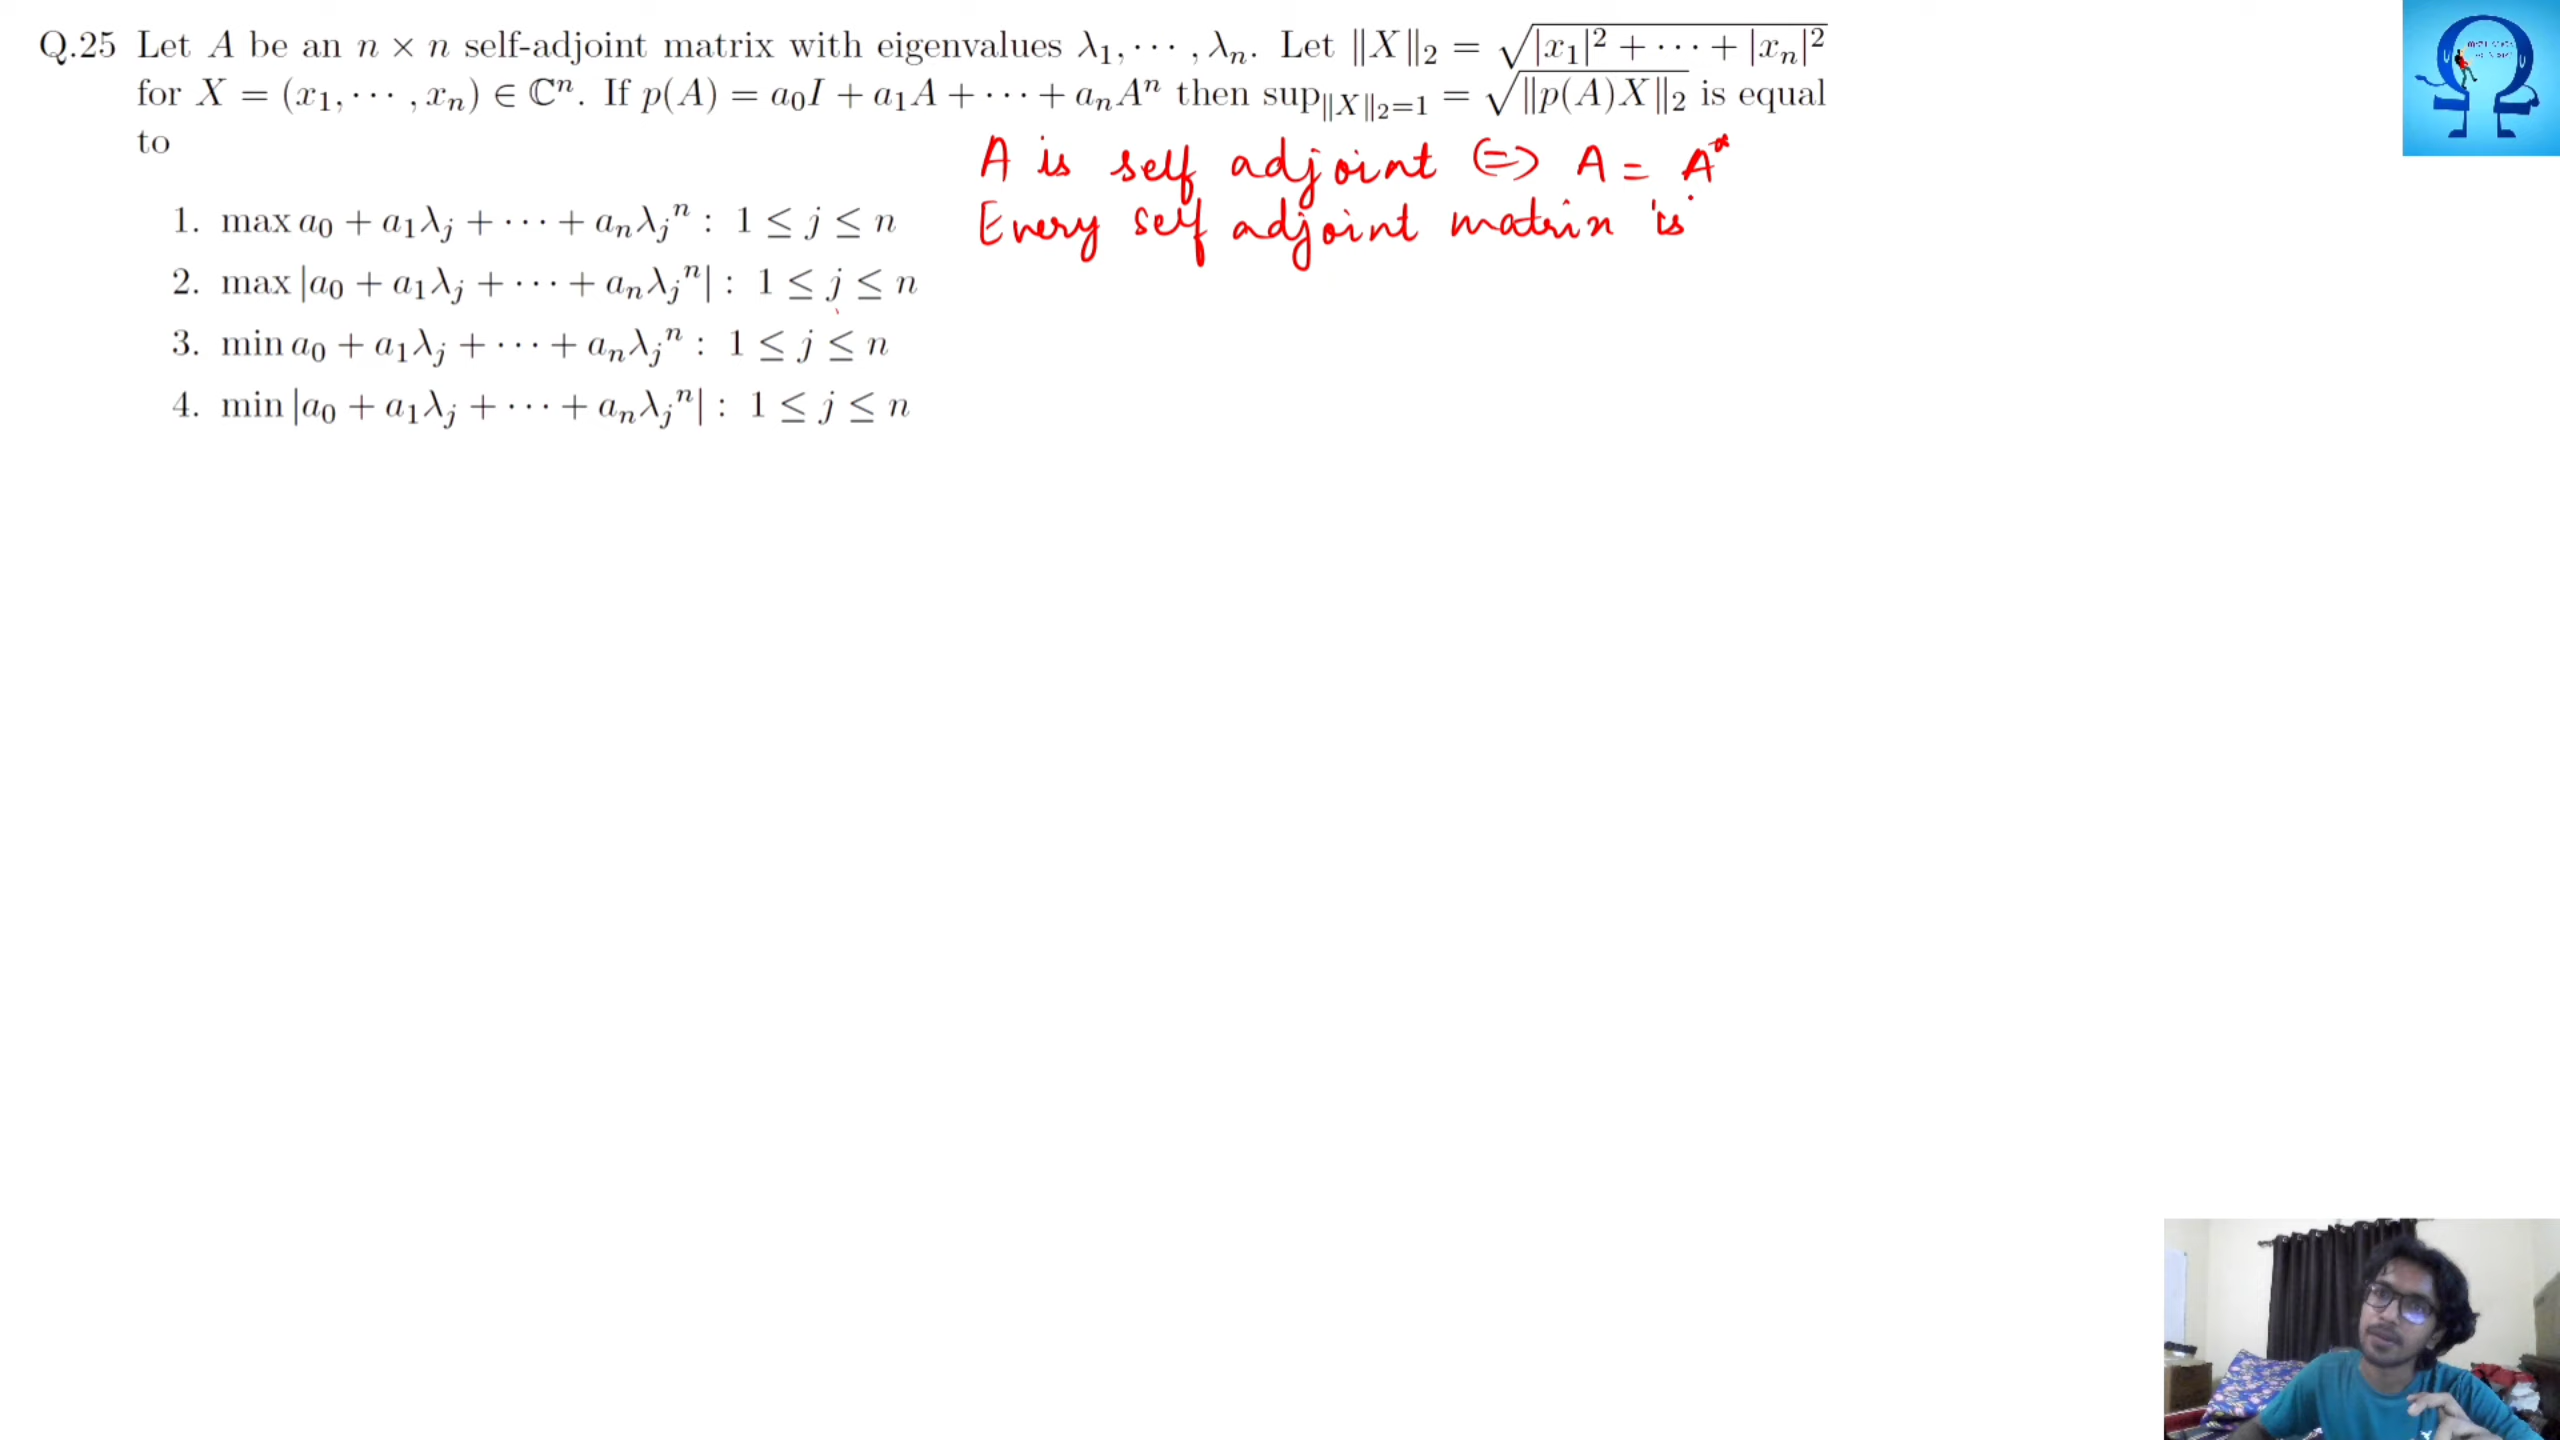 Q.25 Let A be an n × n self-adjoint matrix with eigenvalues λ₁, ⋯ , λₙ. Let ‖X‖₂ = √(|x₁|² + ⋯ + |xₙ|²)
for X = (x₁, ⋯ , xₙ) ∈ ℂⁿ. If p(A) = a₀I + a₁A + ⋯ + aₙAⁿ then sup_{‖X‖₂=1} = √‖p(A)X‖₂ is equal
to
A is self adjoint ⟺ A = A*
Every self adjoint matrix is
1. max a₀ + a₁λⱼ + ⋯ + aₙλⱼⁿ : 1 ≤ j ≤ n
2. max |a₀ + a₁λⱼ + ⋯ + aₙλⱼⁿ| : 1 ≤ j ≤ n
3. min a₀ + a₁λⱼ + ⋯ + aₙλⱼⁿ : 1 ≤ j ≤ n
4. min |a₀ + a₁λⱼ + ⋯ + aₙλⱼⁿ| : 1 ≤ j ≤ n